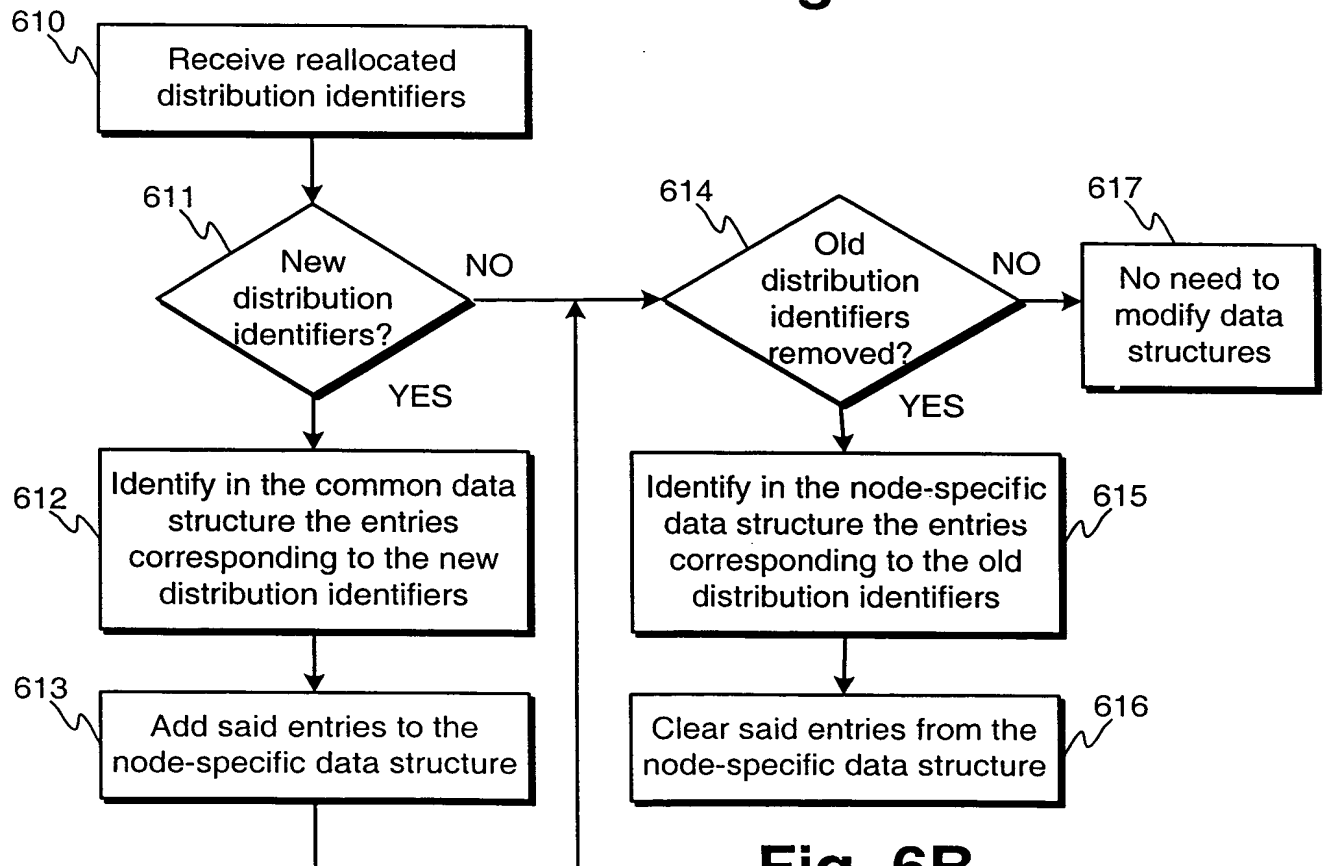 610
Receive reallocated
distribution identifiers
611
New
distribution
identifiers?
NO
YES
612
Identify in the common data
structure the entries
corresponding to the new
distribution identifiers
613
Add said entries to the
node-specific data structure
614
Old
distribution
identifiers
removed?
NO
YES
617
No need to
modify data
structures
615
Identify in the node-specific
data structure the entries
corresponding to the old
distribution identifiers
616
Clear said entries from the
node-specific data structure
Fig. 6B